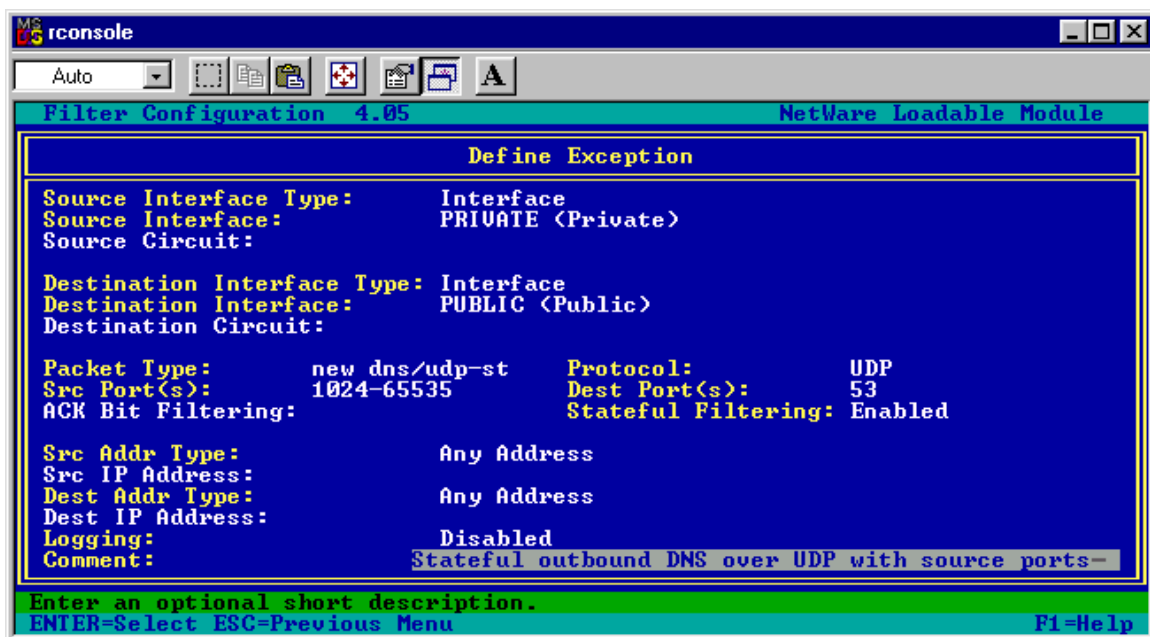 MS rconsole
Auto A
Filter Configuration 4.05 NetWare Loadable Module
Define Exception
Source Interface Type: Interface
Source Interface: PRIVATE <Private>
Source Circuit:
Destination Interface Type: Interface
Destination Interface: PUBLIC <Public>
Destination Circuit:
Packet Type: new dns/udp-st Protocol: UDP
Src Port(s): 1024-65535 Dest Port(s): 53
ACK Bit Filtering: Stateful Filtering: Enabled
Src Addr Type: Any Address
Src IP Address:
Dest Addr Type: Any Address
Dest IP Address:
Logging: Disabled
Comment: Stateful outbound DNS over UDP with source ports-
Enter an optional short description.
ENTER=Select ESC=Previous Menu F1=Help